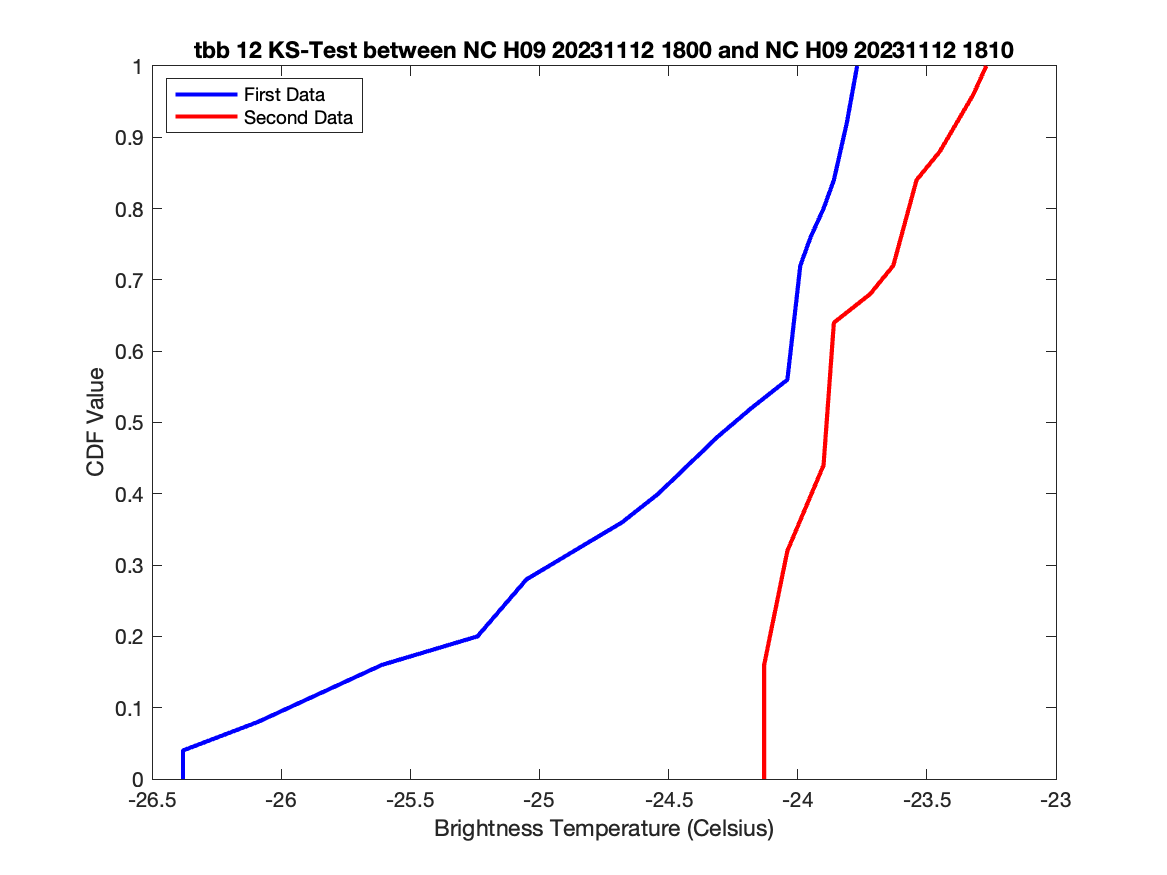 tbb 12 KS-Test between NC H09 20231112 1800 and NC H09 20231112 1810
First Data
Second Data
1
0.9
0.8
0.7
0.6
0.5
0.4
0.3
0.2
0.1
0
CDF Value
-26.5 -26 -25.5 -25 -24.5 -24 -23.5 -23
Brightness Temperature (Celsius)